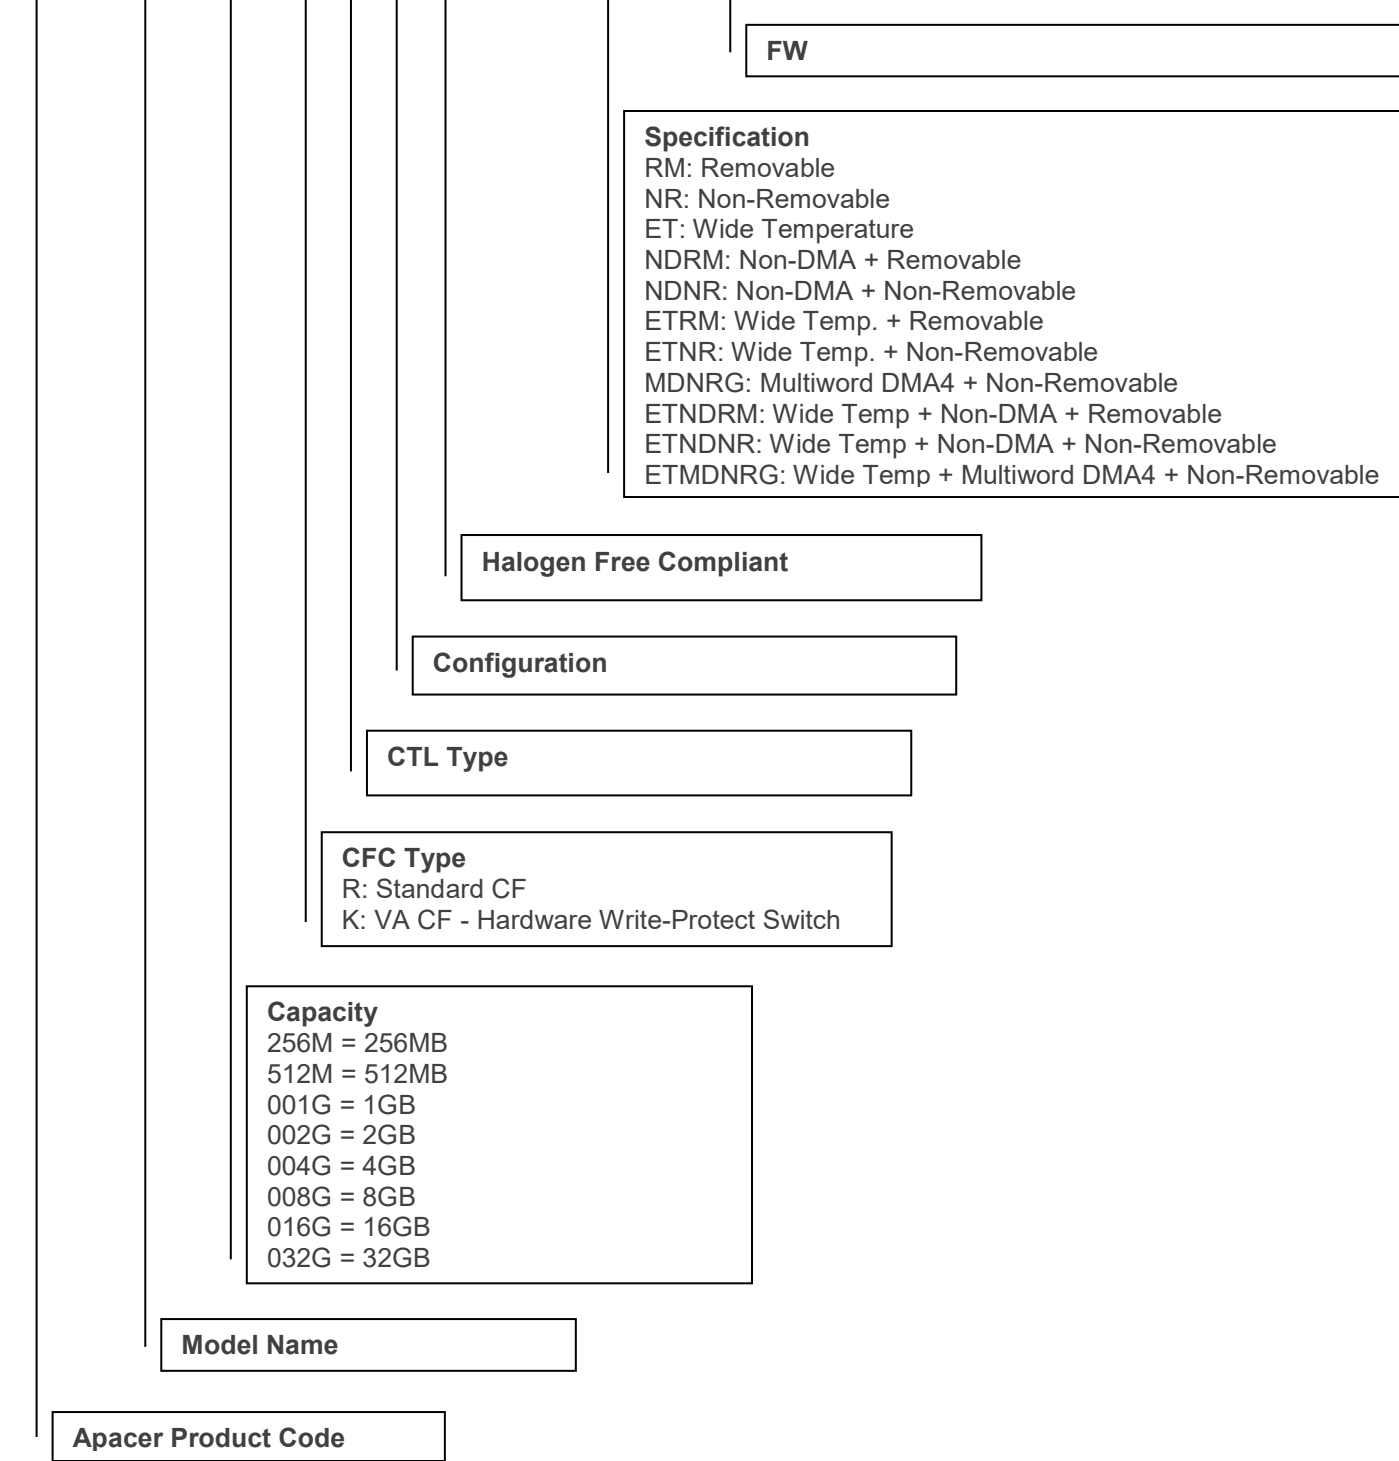 FW
Specification
RM: Removable
NR: Non-Removable
ET: Wide Temperature
NDRM: Non-DMA + Removable
NDNR: Non-DMA + Non-Removable
ETRM: Wide Temp. + Removable
ETNR: Wide Temp. + Non-Removable
MDNRG: Multiword DMA4 + Non-Removable
ETNDRM: Wide Temp + Non-DMA + Removable
ETNDNR: Wide Temp + Non-DMA + Non-Removable
ETMDNRG: Wide Temp + Multiword DMA4 + Non-Removable
Halogen Free Compliant
Configuration
CTL Type
CFC Type
R: Standard CF
K: VA CF - Hardware Write-Protect Switch
Capacity
256M = 256MB
512M = 512MB
001G = 1GB
002G = 2GB
004G = 4GB
008G = 8GB
016G = 16GB
032G = 32GB
Model Name
Apacer Product Code